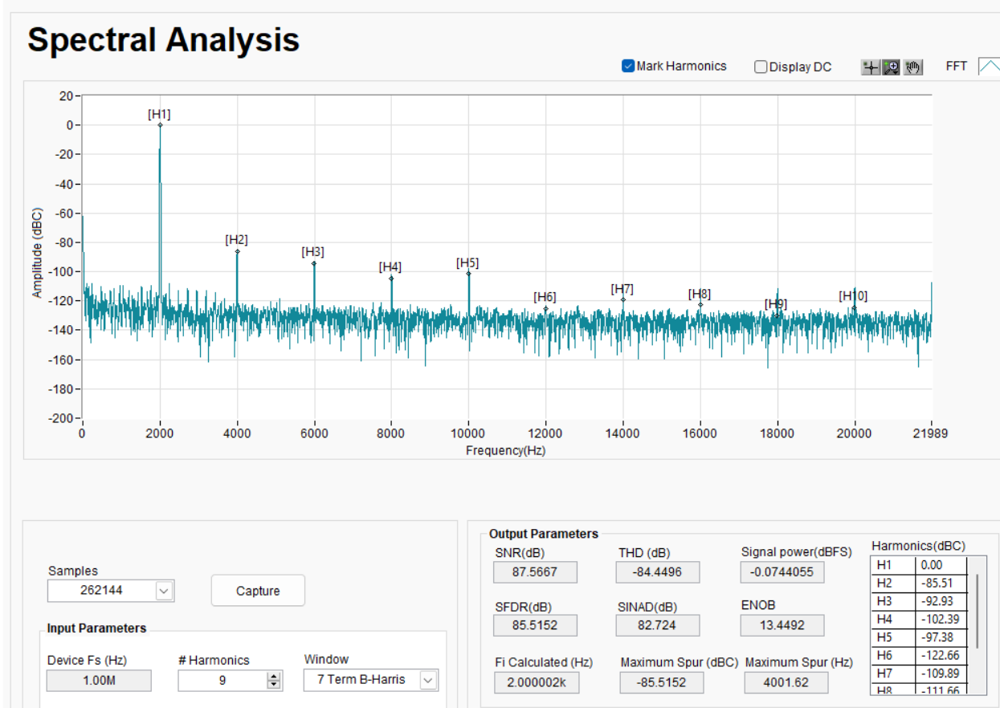 Spectral Analysis
Mark Harmonics Display DC FFT
20
0
-20
-40
-60
-80
-100
-120
-140
-160
-180
-200
Amplitude (dBC)
[H1]
[H2]
[H3]
[H4]
[H5]
[H6]
[H7]
[H8]
[H9]
[H10]
0 2000 4000 6000 8000 10000 12000 14000 16000 18000 20000 21989
Frequency(Hz)
Samples
262144
Capture
Input Parameters
Device Fs (Hz) # Harmonics Window
1.00M 9 7 Term B-Harris
Output Parameters
SNR(dB) THD (dB) Signal power(dBFS)
87.5667 -84.4496 -0.0744055
SFDR(dB) SINAD(dB) ENOB
85.5152 82.724 13.4492
Fi Calculated (Hz) Maximum Spur (dBC) Maximum Spur (Hz)
2.000002k -85.5152 4001.62
Harmonics(dBC)
H1 0.00
H2 -85.51
H3 -92.93
H4 -102.39
H5 -97.38
H6 -122.66
H7 -109.89
H8 -111.66